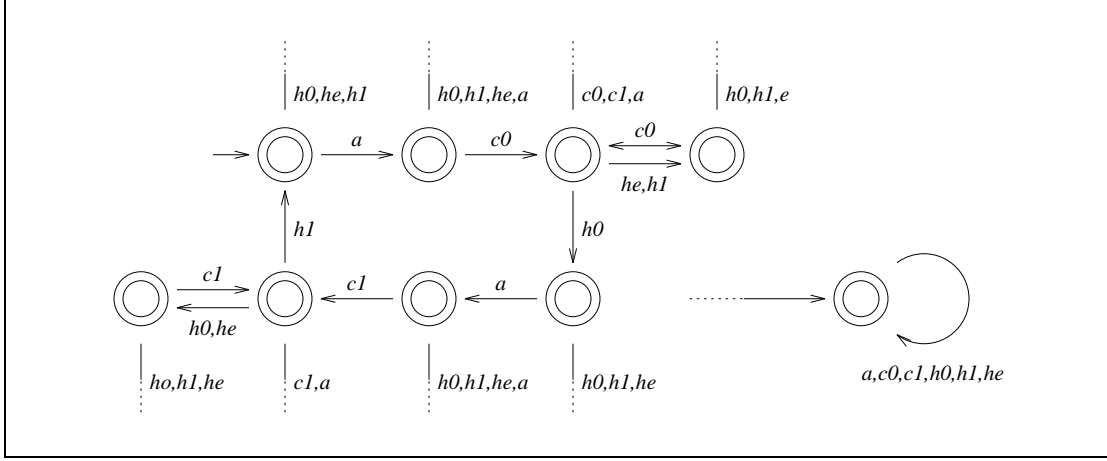 h0,he,h1
h0,h1,he,a
c0,c1,a
h0,h1,e
a
c0
c0
he,h1
h1
h0
c1
h0,he
c1
a
ho,h1,he
c1,a
h0,h1,he,a
h0,h1,he
a,c0,c1,h0,h1,he